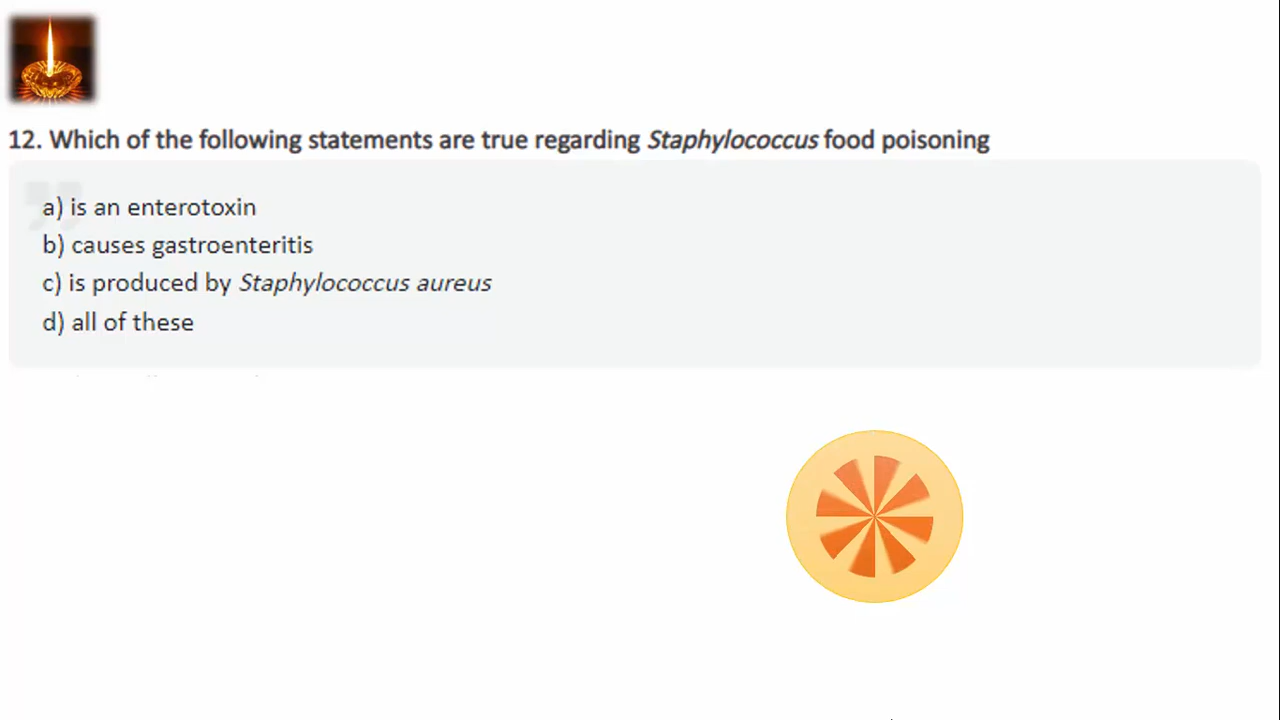 12. Which of the following statements are true regarding Staphylococcus food poisoning
a) is an enterotoxin
b) causes gastroenteritis
c) is produced by Staphylococcus aureus
d) all of these